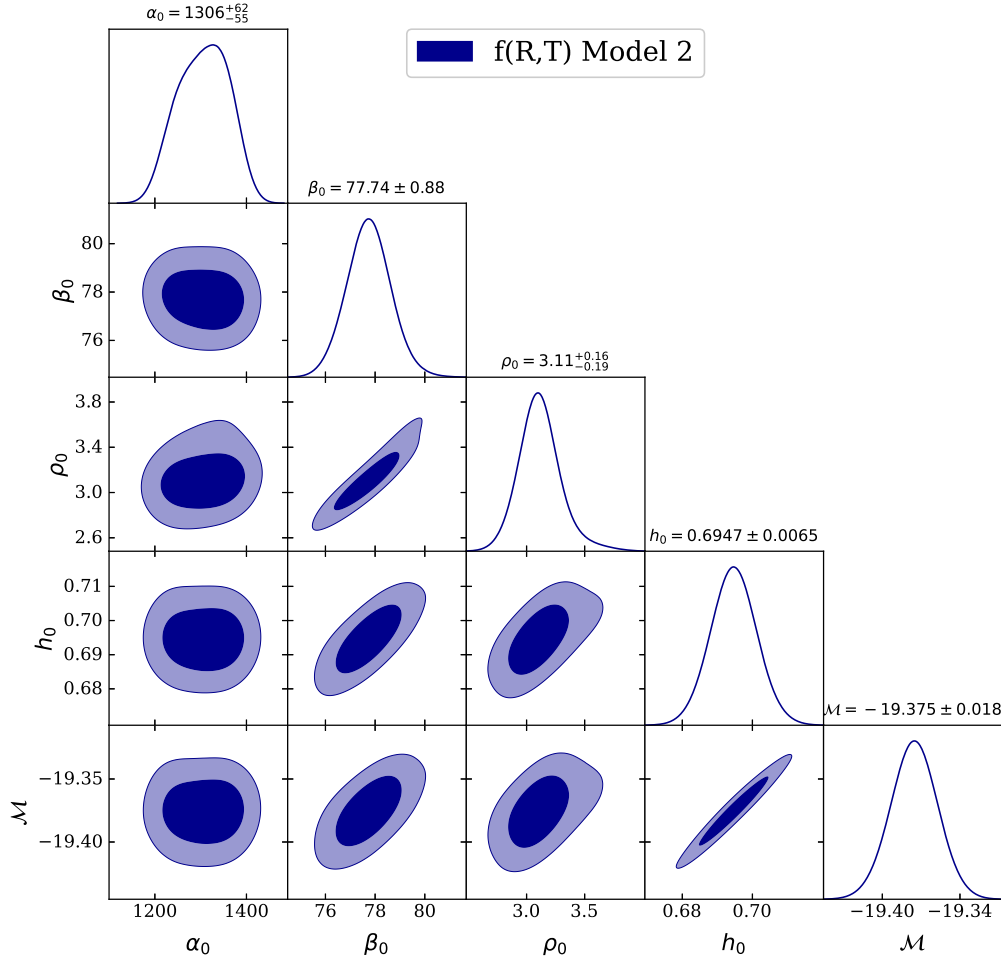 α₀ = 1306⁺⁶²₋₅₅
f(R,T) Model 2
β₀ = 77.74 ± 0.88
80
78
76
β₀
ρ₀ = 3.11⁺⁰·¹⁶₋₀.₁₉
3.8
3.4
3.0
2.6
ρ₀
h₀ = 0.6947 ± 0.0065
0.71
0.70
0.69
0.68
h₀
ℳ = −19.375 ± 0.018
−19.35
−19.40
ℳ
1200 1400 76 78 80 3.0 3.5 0.68 0.70 −19.40 −19.34
α₀ β₀ ρ₀ h₀ ℳ